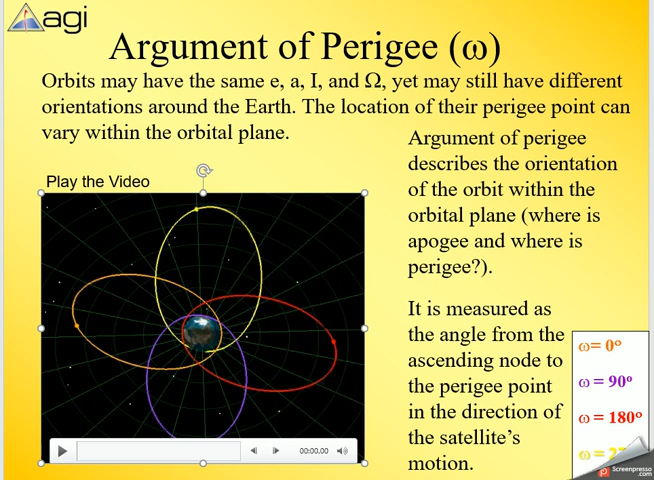 agi
Argument of Perigee (ω)
Orbits may have the same e, a, I, and Ω, yet may still have different
orientations around the Earth. The location of their perigee point can
vary within the orbital plane.
Argument of perigee
describes the orientation
of the orbit within the
orbital plane (where is
apogee and where is
perigee?).
Play the Video
It is measured as
the angle from the
ascending node to
the perigee point
in the direction of
the satellite’s
motion.
ω= 0º
ω = 90º
ω = 180º
ω =
00:00.00
Screenpresso